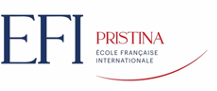 EFI PRISTINA
ÉCOLE FRANÇAISE
INTERNATIONALE